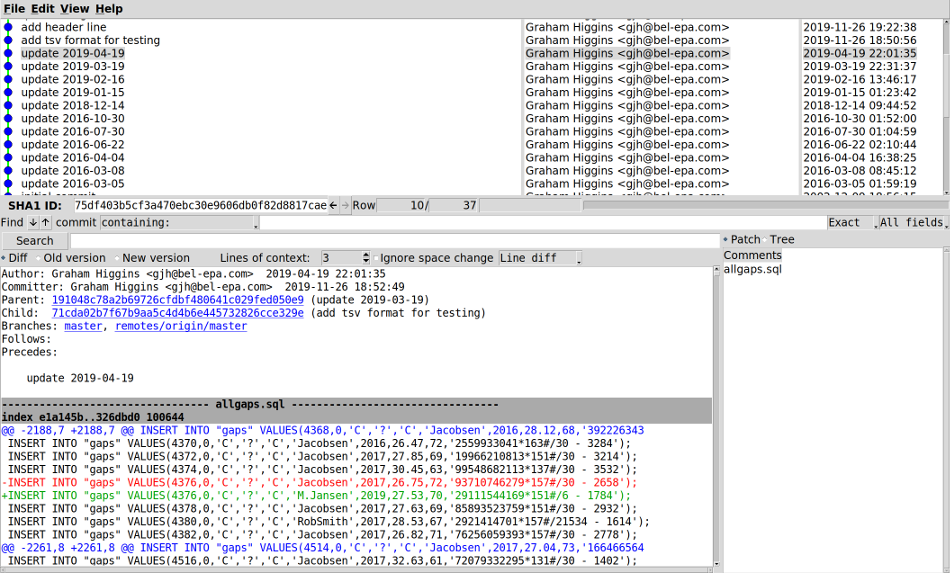 File Edit View Help
add header line Graham Higgins <gjh@bel-epa.com> 2019-11-26 19:22:38
add tsv format for testing Graham Higgins <gjh@bel-epa.com> 2019-11-26 18:50:56
update 2019-04-19 Graham Higgins <gjh@bel-epa.com> 2019-04-19 22:01:35
update 2019-03-19 Graham Higgins <gjh@bel-epa.com> 2019-03-19 22:31:37
update 2019-02-16 Graham Higgins <gjh@bel-epa.com> 2019-02-16 13:46:17
update 2019-01-15 Graham Higgins <gjh@bel-epa.com> 2019-01-15 01:23:42
update 2018-12-14 Graham Higgins <gjh@bel-epa.com> 2018-12-14 09:44:52
update 2016-10-30 Graham Higgins <gjh@bel-epa.com> 2016-10-30 01:52:00
update 2016-07-30 Graham Higgins <gjh@bel-epa.com> 2016-07-30 01:04:59
update 2016-06-22 Graham Higgins <gjh@bel-epa.com> 2016-06-22 02:10:44
update 2016-04-04 Graham Higgins <gjh@bel-epa.com> 2016-04-04 16:38:25
update 2016-03-08 Graham Higgins <gjh@bel-epa.com> 2016-03-08 08:45:12
update 2016-03-05 Graham Higgins <gjh@bel-epa.com> 2016-03-05 01:59:19
SHA1 ID: 75df403b5cf3a470ebc30e9606db0f82d8817cae ← → Row 10/ 37
Find ↓ ↑ commit containing: Exact All fields
Search
Patch Tree
Diff Old version New version Lines of context: 3 Ignore space change Line diff
Comments
allgaps.sql
Author: Graham Higgins <gjh@bel-epa.com> 2019-04-19 22:01:35
Committer: Graham Higgins <gjh@bel-epa.com> 2019-11-26 18:52:49
Parent: 191048c78a2b69726cfdbf480641c029fed050e9 (update 2019-03-19)
Child: 71cda02b7f67b9aa5c4d4b6e445732826cce329e (add tsv format for testing)
Branches: master, remotes/origin/master
Follows:
Precedes:
update 2019-04-19
------------------------------- allgaps.sql -------------------------------
index e1a145b..326dbd0 100644
@@ -2188,7 +2188,7 @@ INSERT INTO "gaps" VALUES(4368,0,'C','?','C','Jacobsen',2016,28.12,68,'392226343
INSERT INTO "gaps" VALUES(4370,0,'C','?','C','Jacobsen',2016,26.47,72,'2559933041*163#/30 - 3284');
INSERT INTO "gaps" VALUES(4372,0,'C','?','C','Jacobsen',2017,27.85,69,'19966210813*151#/30 - 3214');
INSERT INTO "gaps" VALUES(4374,0,'C','?','C','Jacobsen',2017,30.45,63,'99548682113*137#/30 - 3532');
-INSERT INTO "gaps" VALUES(4376,0,'C','?','C','Jacobsen',2017,26.75,72,'93710746279*157#/30 - 2658');
+INSERT INTO "gaps" VALUES(4376,0,'C','?','C','M.Jansen',2019,27.53,70,'29111544169*151#/6 - 1784');
INSERT INTO "gaps" VALUES(4378,0,'C','?','C','Jacobsen',2017,27.63,69,'85893523759*151#/30 - 2932');
INSERT INTO "gaps" VALUES(4380,0,'C','?','C','RobSmith',2017,28.53,67,'2921414701*157#/21534 - 1614');
INSERT INTO "gaps" VALUES(4382,0,'C','?','C','Jacobsen',2017,26.82,71,'76256059393*157#/30 - 2778');
@@ -2261,8 +2261,8 @@ INSERT INTO "gaps" VALUES(4514,0,'C','?','C','Jacobsen',2017,27.04,73,'166466564
INSERT INTO "gaps" VALUES(4516,0,'C','?','C','Jacobsen',2017,32.63,61,'72079332295*131#/30 - 1402');